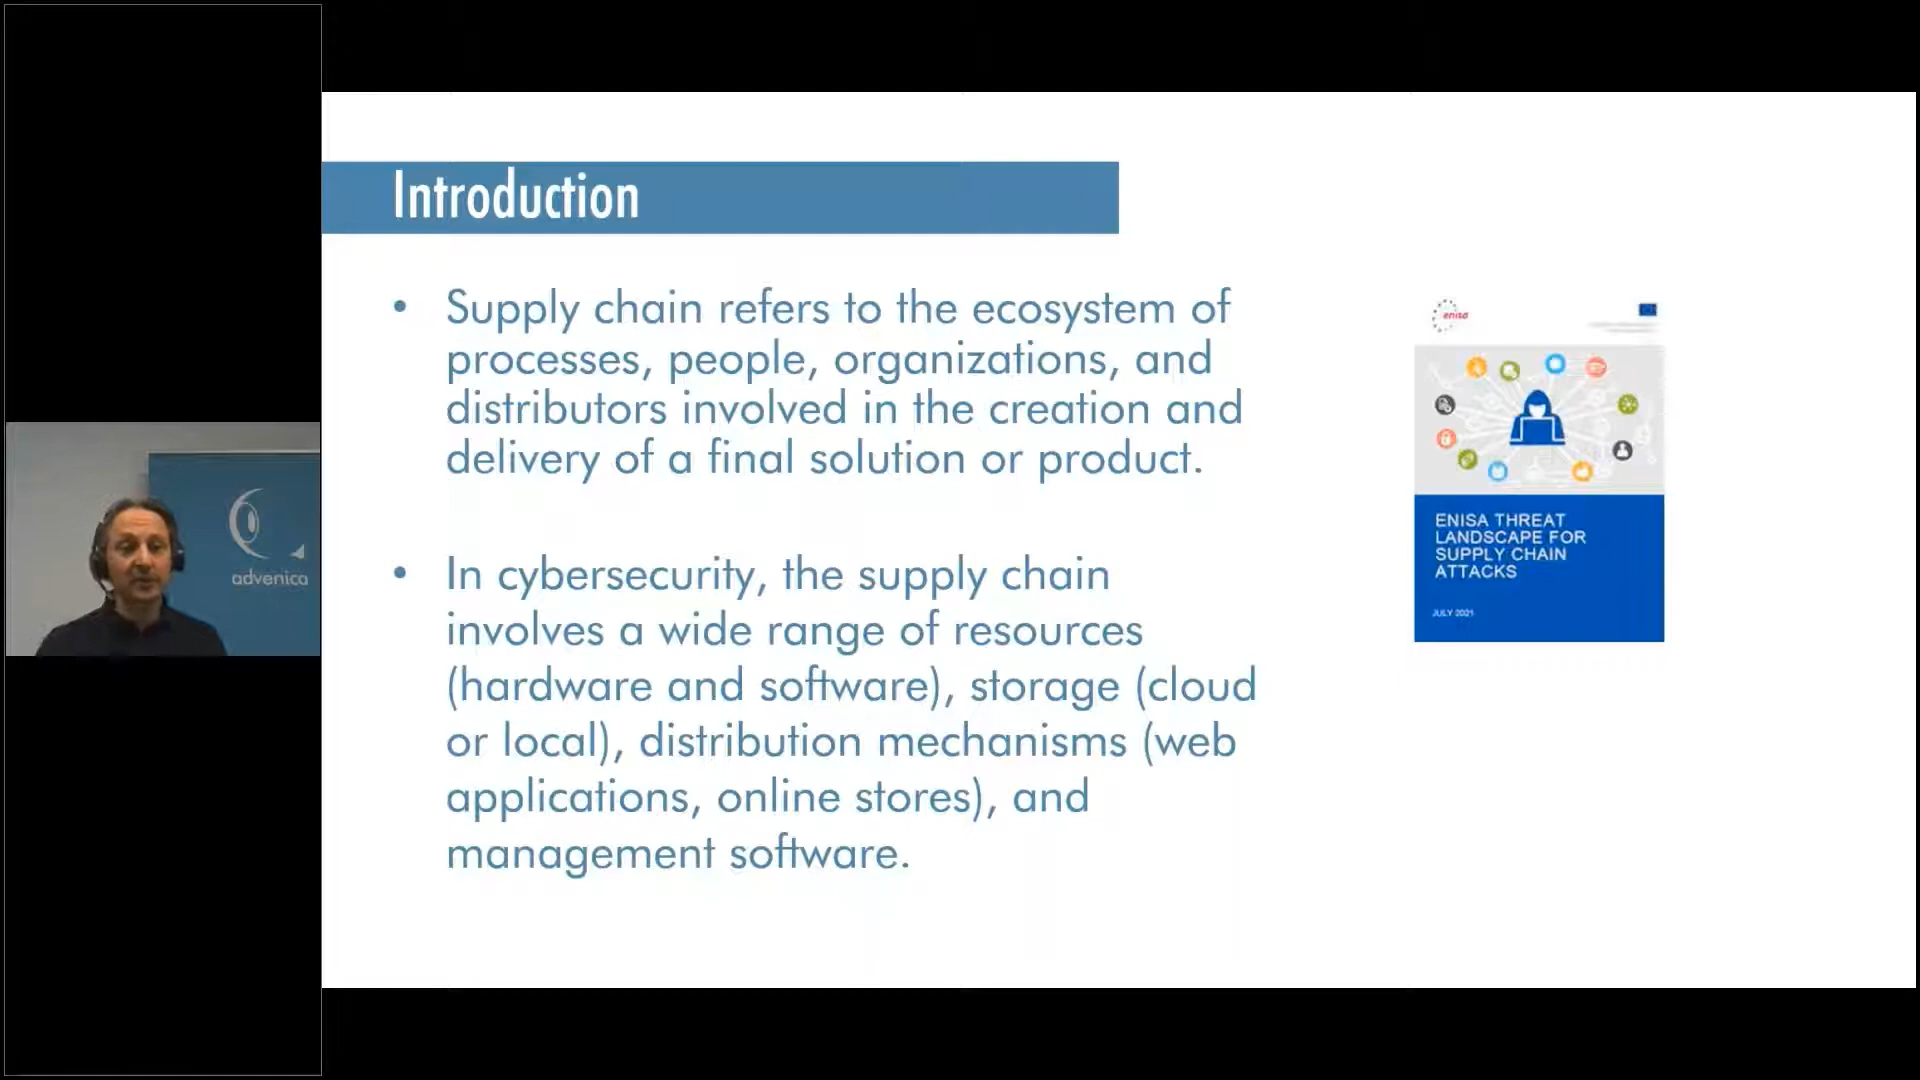 Introduction
• Supply chain refers to the ecosystem of
processes, people, organizations, and
distributors involved in the creation and
delivery of a final solution or product.
• In cybersecurity, the supply chain
involves a wide range of resources
(hardware and software), storage (cloud
or local), distribution mechanisms (web
applications, online stores), and
management software.
enisa
ENISA THREAT
LANDSCAPE FOR
SUPPLY CHAIN
ATTACKS
JULY 2021
advenica